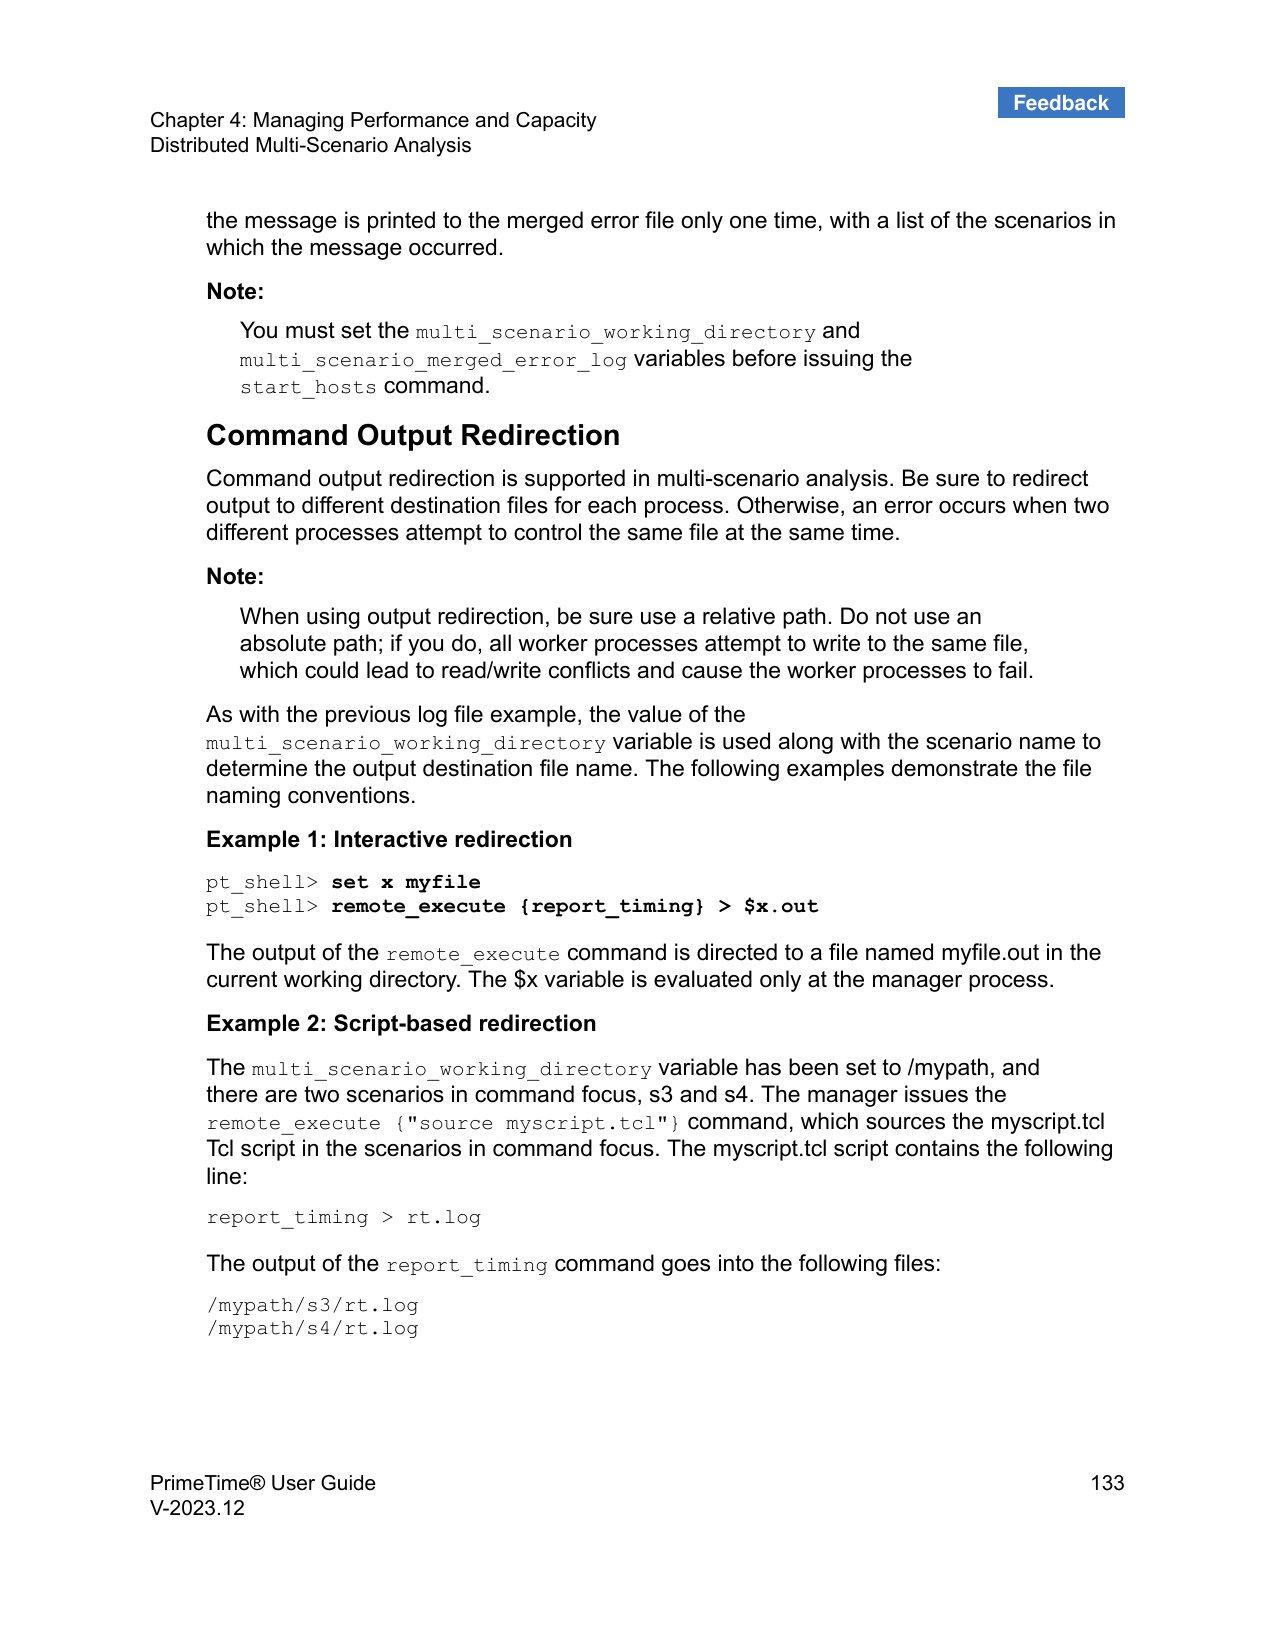 Feedback
Chapter 4: Managing Performance and Capacity
Distributed Multi-Scenario Analysis
the message is printed to the merged error file only one time, with a list of the scenarios in
which the message occurred.
Note:
You must set the multi_scenario_working_directory and
multi_scenario_merged_error_log variables before issuing the
start_hosts command.
Command Output Redirection
Command output redirection is supported in multi-scenario analysis. Be sure to redirect
output to different destination files for each process. Otherwise, an error occurs when two
different processes attempt to control the same file at the same time.
Note:
When using output redirection, be sure use a relative path. Do not use an
absolute path; if you do, all worker processes attempt to write to the same file,
which could lead to read/write conflicts and cause the worker processes to fail.
As with the previous log file example, the value of the
multi_scenario_working_directory variable is used along with the scenario name to
determine the output destination file name. The following examples demonstrate the file
naming conventions.
Example 1: Interactive redirection
pt_shell> set x myfile
pt_shell> remote_execute {report_timing} > $x.out
The output of the remote_execute command is directed to a file named myfile.out in the
current working directory. The $x variable is evaluated only at the manager process.
Example 2: Script-based redirection
The multi_scenario_working_directory variable has been set to /mypath, and
there are two scenarios in command focus, s3 and s4. The manager issues the
remote_execute {"source myscript.tcl"} command, which sources the myscript.tcl
Tcl script in the scenarios in command focus. The myscript.tcl script contains the following
line:
report_timing > rt.log
The output of the report_timing command goes into the following files:
/mypath/s3/rt.log
/mypath/s4/rt.log
PrimeTime® User Guide
133
V-2023.12